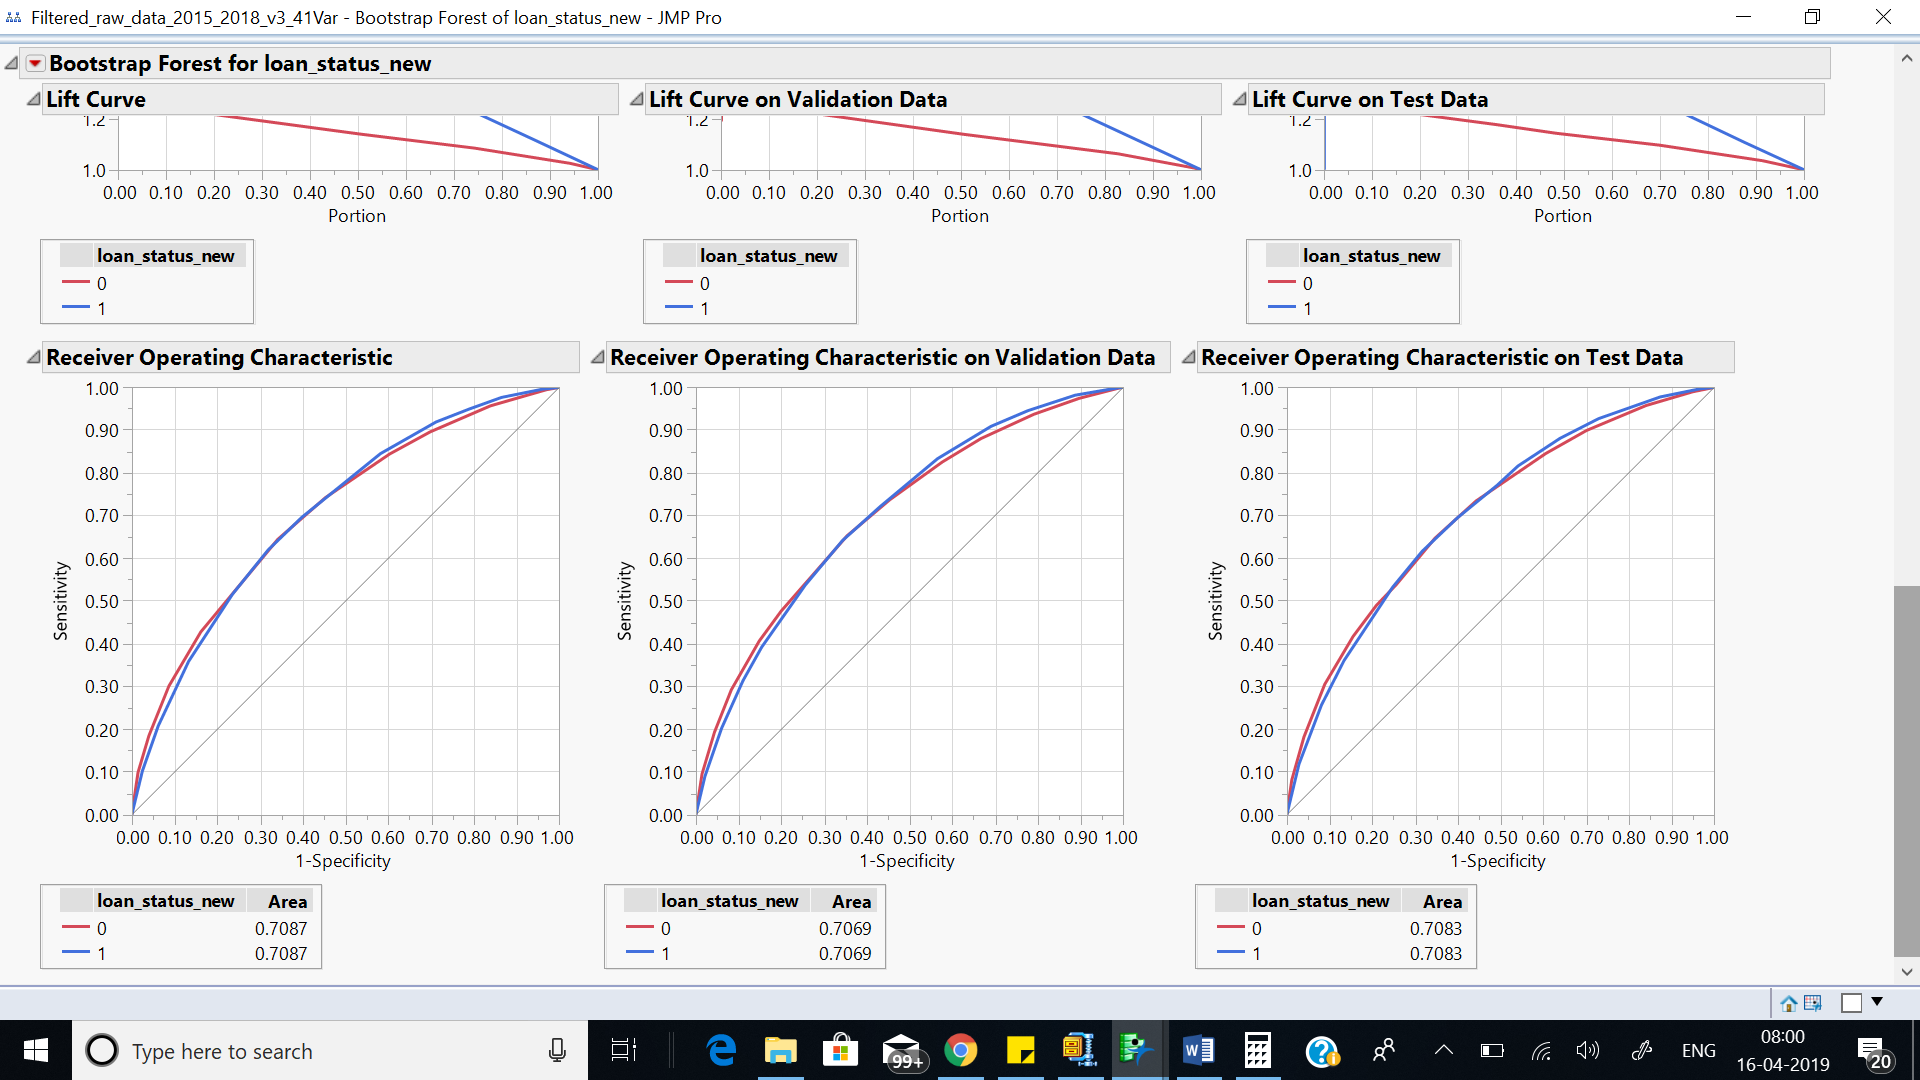 Filtered_raw_data_2015_2018_v3_41Var - Bootstrap Forest of loan_status_new - JMP Pro
Bootstrap Forest for loan_status_new
Lift Curve
1.2
1.0
0.00 0.10 0.20 0.30 0.40 0.50 0.60 0.70 0.80 0.90 1.00
Portion
loan_status_new
0
1
Lift Curve on Validation Data
1.2
1.0
0.00 0.10 0.20 0.30 0.40 0.50 0.60 0.70 0.80 0.90 1.00
Portion
loan_status_new
0
1
Lift Curve on Test Data
1.2
1.0
0.00 0.10 0.20 0.30 0.40 0.50 0.60 0.70 0.80 0.90 1.00
Portion
loan_status_new
0
1
Receiver Operating Characteristic
Sensitivity
1.00
0.90
0.80
0.70
0.60
0.50
0.40
0.30
0.20
0.10
0.00
0.00 0.10 0.20 0.30 0.40 0.50 0.60 0.70 0.80 0.90 1.00
1-Specificity
loan_status_new Area
0 0.7087
1 0.7087
Receiver Operating Characteristic on Validation Data
Sensitivity
1.00
0.90
0.80
0.70
0.60
0.50
0.40
0.30
0.20
0.10
0.00
0.00 0.10 0.20 0.30 0.40 0.50 0.60 0.70 0.80 0.90 1.00
1-Specificity
loan_status_new Area
0 0.7069
1 0.7069
Receiver Operating Characteristic on Test Data
Sensitivity
1.00
0.90
0.80
0.70
0.60
0.50
0.40
0.30
0.20
0.10
0.00
0.00 0.10 0.20 0.30 0.40 0.50 0.60 0.70 0.80 0.90 1.00
1-Specificity
loan_status_new Area
0 0.7083
1 0.7083
Type here to search
99+
ENG
08:00
16-04-2019
20